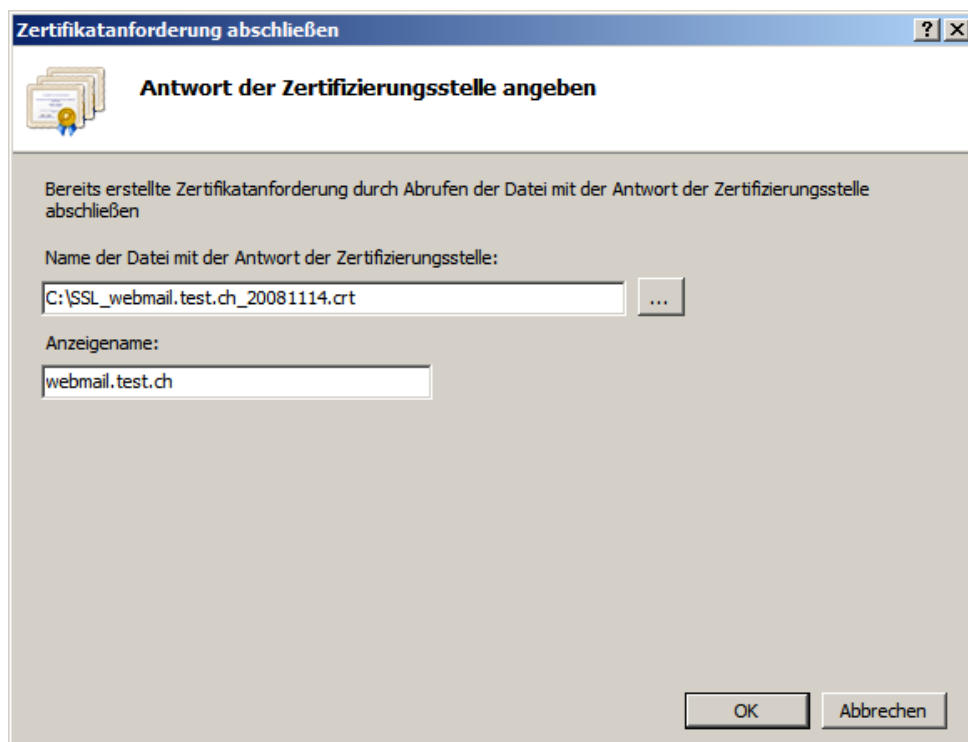 Zertifikatanforderung abschließen
Antwort der Zertifizierungsstelle angeben
Bereits erstellte Zertifikatanforderung durch Abrufen der Datei mit der Antwort der Zertifizierungsstelle
abschließen
Name der Datei mit der Antwort der Zertifizierungsstelle:
C:\SSL_webmail.test.ch_20081114.crt
...
Anzeigename:
webmail.test.ch
OK
Abbrechen